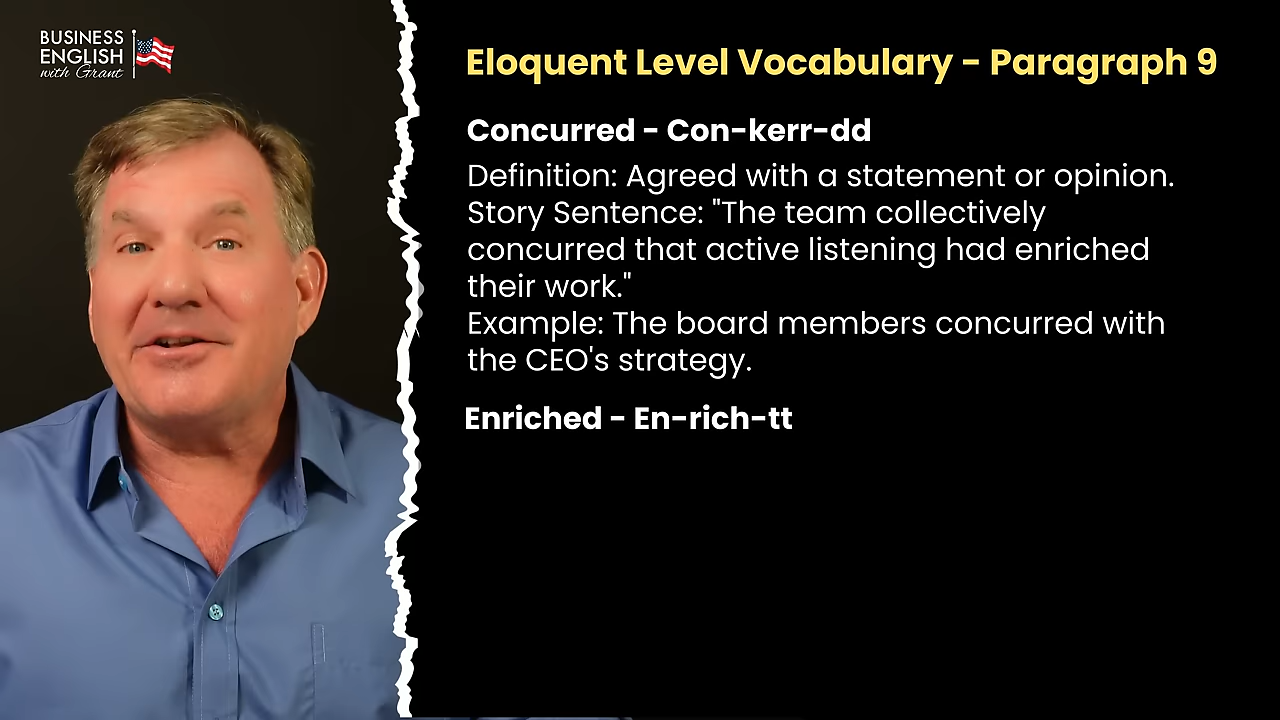 BUSINESS
ENGLISH
with Grant
Eloquent Level Vocabulary - Paragraph 9
Concurred - Con-kerr-dd
Definition: Agreed with a statement or opinion.
Story Sentence: "The team collectively
concurred that active listening had enriched
their work."
Example: The board members concurred with
the CEO's strategy.
Enriched - En-rich-tt